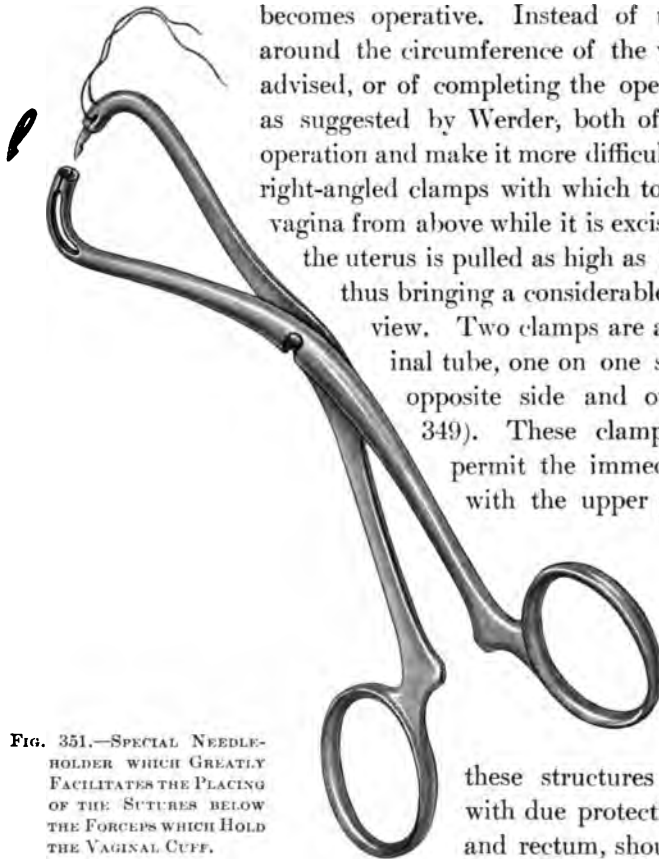 becomes operative. Instead of
around the circumference of the
advised, or of completing the ope
as suggested by Werder, both of
operation and make it more difficul
right-angled clamps with which to
vagina from above while it is excis
the uterus is pulled as high as
thus bringing a considerable
view. Two clamps are a
inal tube, one on one s
opposite side and o
349). These clamp
permit the immed
with the upper
FIG. 351.—SPECIAL NEEDLE-
HOLDER WHICH GREATLY
FACILITATES THE PLACING
OF THE SUTURES BELOW
THE FORCEPS WHICH HOLD
THE VAGINAL CUFF.
these structures
with due protect
and rectum, shou